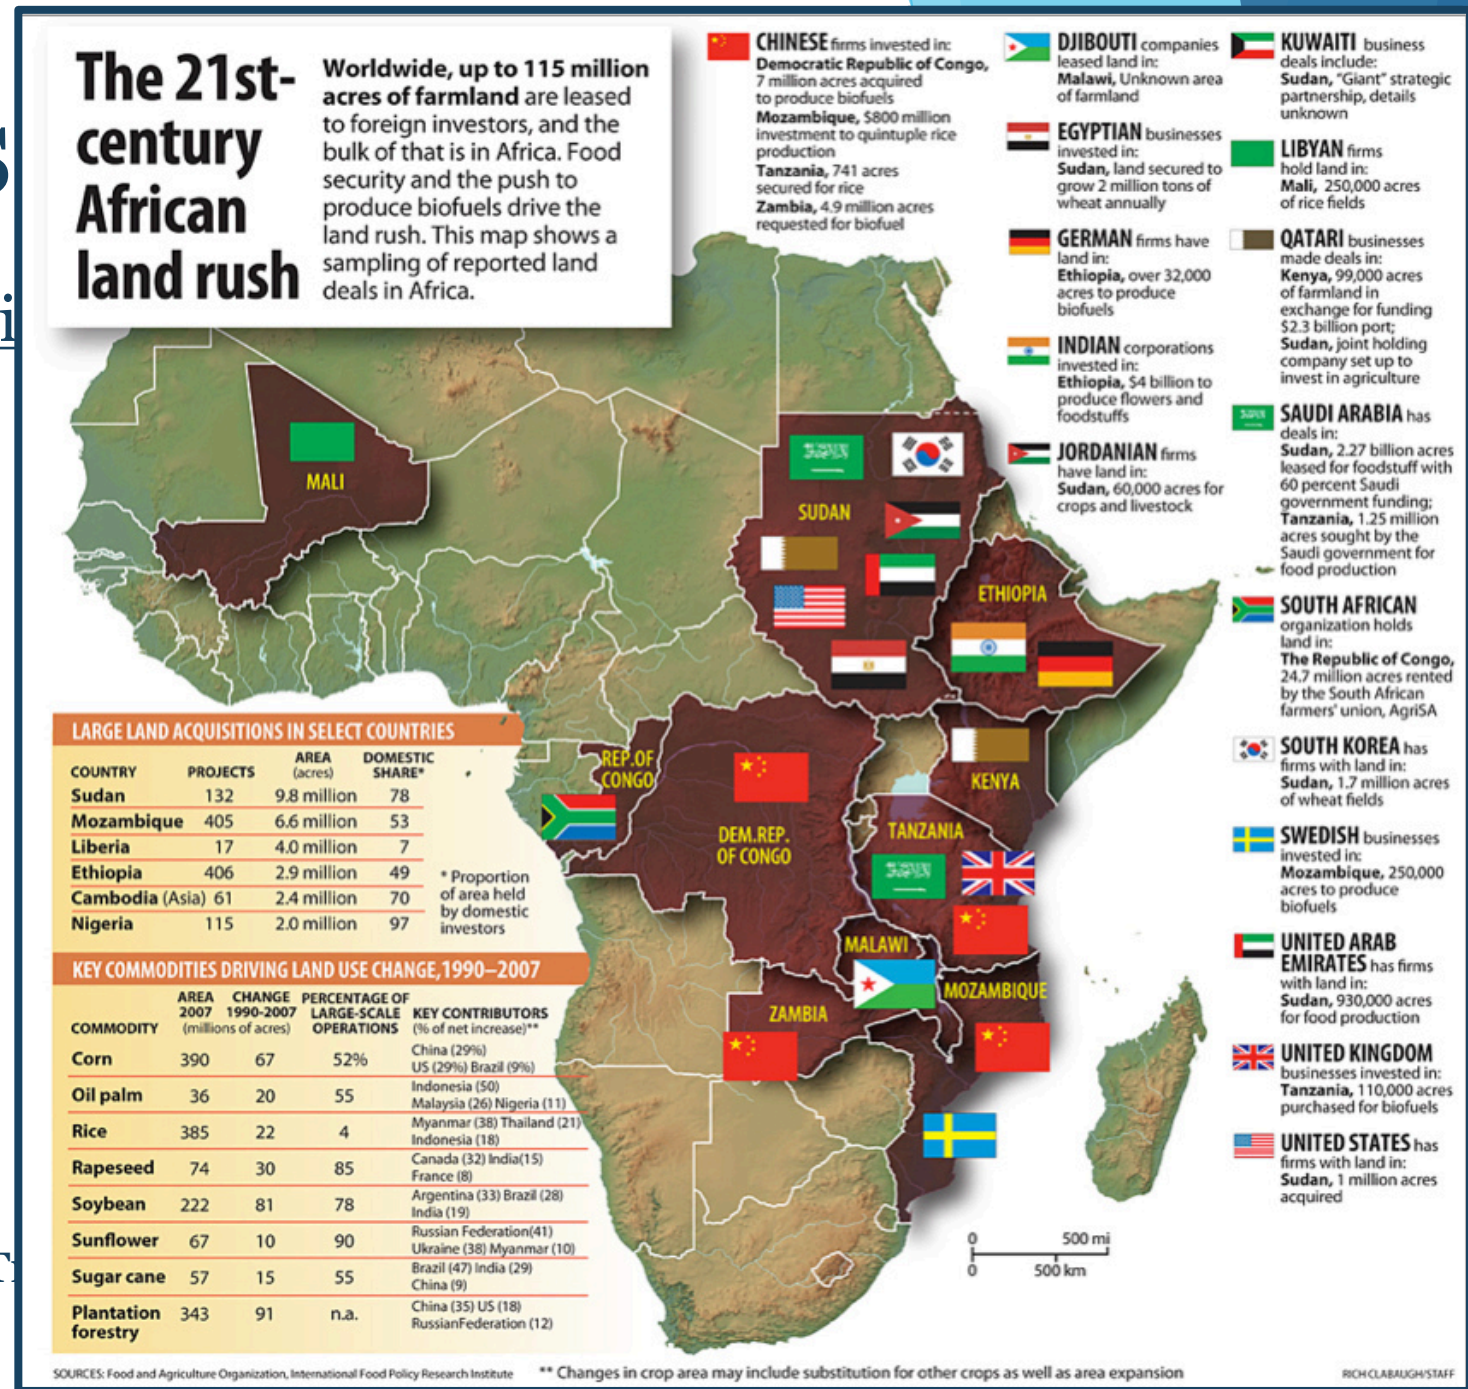 S
i
The 21st-
century
African
land rush
Worldwide, up to 115 million
acres of farmland are leased
to foreign investors, and the
bulk of that is in Africa. Food
security and the push to
produce biofuels drive the
land rush. This map shows a
sampling of reported land
deals in Africa.
CHINESE firms invested in:
Democratic Republic of Congo,
7 million acres acquired
to produce biofuels
Mozambique, $800 million
investment to quintuple rice
production
Tanzania, 741 acres
secured for rice
Zambia, 4.9 million acres
requested for biofuel
DJIBOUTI companies
leased land in:
Malawi, Unknown area
of farmland
EGYPTIAN businesses
invested in:
Sudan, land secured to
grow 2 million tons of
wheat annually
GERMAN firms have
land in:
Ethiopia, over 32,000
acres to produce
biofuels
INDIAN corporations
invested in:
Ethiopia, $4 billion to
produce flowers and
foodstuffs
JORDANIAN firms
have land in:
Sudan, 60,000 acres for
crops and livestock
KUWAITI business
deals include:
Sudan, "Giant" strategic
partnership, details
unknown
LIBYAN firms
hold land in:
Mali, 250,000 acres
of rice fields
QATARI businesses
made deals in:
Kenya, 99,000 acres
of farmland in
exchange for funding
$2.3 billion port;
Sudan, joint holding
company set up to
invest in agriculture
SAUDI ARABIA has
deals in:
Sudan, 2.27 billion acres
leased for foodstuff with
60 percent Saudi
government funding;
Tanzania, 1.25 million
acres sought by the
Saudi government for
food production
SOUTH AFRICAN
organization holds
land in:
The Republic of Congo,
24.7 million acres rented
by the South African
farmers' union, AgriSA
SOUTH KOREA has
firms with land in:
Sudan, 1.7 million acres
of wheat fields
SWEDISH businesses
invested in:
Mozambique, 250,000
acres to produce
biofuels
UNITED ARAB
EMIRATES has firms
with land in:
Sudan, 930,000 acres
for food production
UNITED KINGDOM
businesses invested in:
Tanzania, 110,000 acres
purchased for biofuels
UNITED STATES has
firms with land in:
Sudan, 1 million acres
acquired
MALI
SUDAN
ETHIOPIA
REP.OF
CONGO
KENYA
DEM.REP.
OF CONGO
TANZANIA
MALAWI
MOZAMBIQUE
ZAMBIA
LARGE LAND ACQUISITIONS IN SELECT COUNTRIES
COUNTRY PROJECTS AREA (acres) DOMESTIC SHARE*
Sudan 132 9.8 million 78
Mozambique 405 6.6 million 53
Liberia 17 4.0 million 7
Ethiopia 406 2.9 million 49
Cambodia (Asia) 61 2.4 million 70
Nigeria 115 2.0 million 97
* Proportion
of area held
by domestic
investors
KEY COMMODITIES DRIVING LAND USE CHANGE,1990–2007
COMMODITY AREA 2007 CHANGE 1990-2007 (millions of acres) PERCENTAGE OF LARGE-SCALE OPERATIONS KEY CONTRIBUTORS (% of net increase)**
Corn 390 67 52% China (29%)
US (29%) Brazil (9%)
Oil palm 36 20 55 Indonesia (50)
Malaysia (26) Nigeria (11)
Rice 385 22 4 Myanmar (38) Thailand (21)
Indonesia (18)
Rapeseed 74 30 85 Canada (32) India(15)
France (8)
Soybean 222 81 78 Argentina (33) Brazil (28)
India (19)
Sunflower 67 10 90 Russian Federation(41)
Ukraine (38) Myanmar (10)
Sugar cane 57 15 55 Brazil (47) India (29)
China (9)
Plantation
forestry 343 91 n.a. China (35) US (18)
RussianFederation (12)
0 500 mi
0 500 km
SOURCES: Food and Agriculture Organization, International Food Policy Research Institute
** Changes in crop area may include substitution for other crops as well as area expansion
RICH CLABAUGH/STAFF